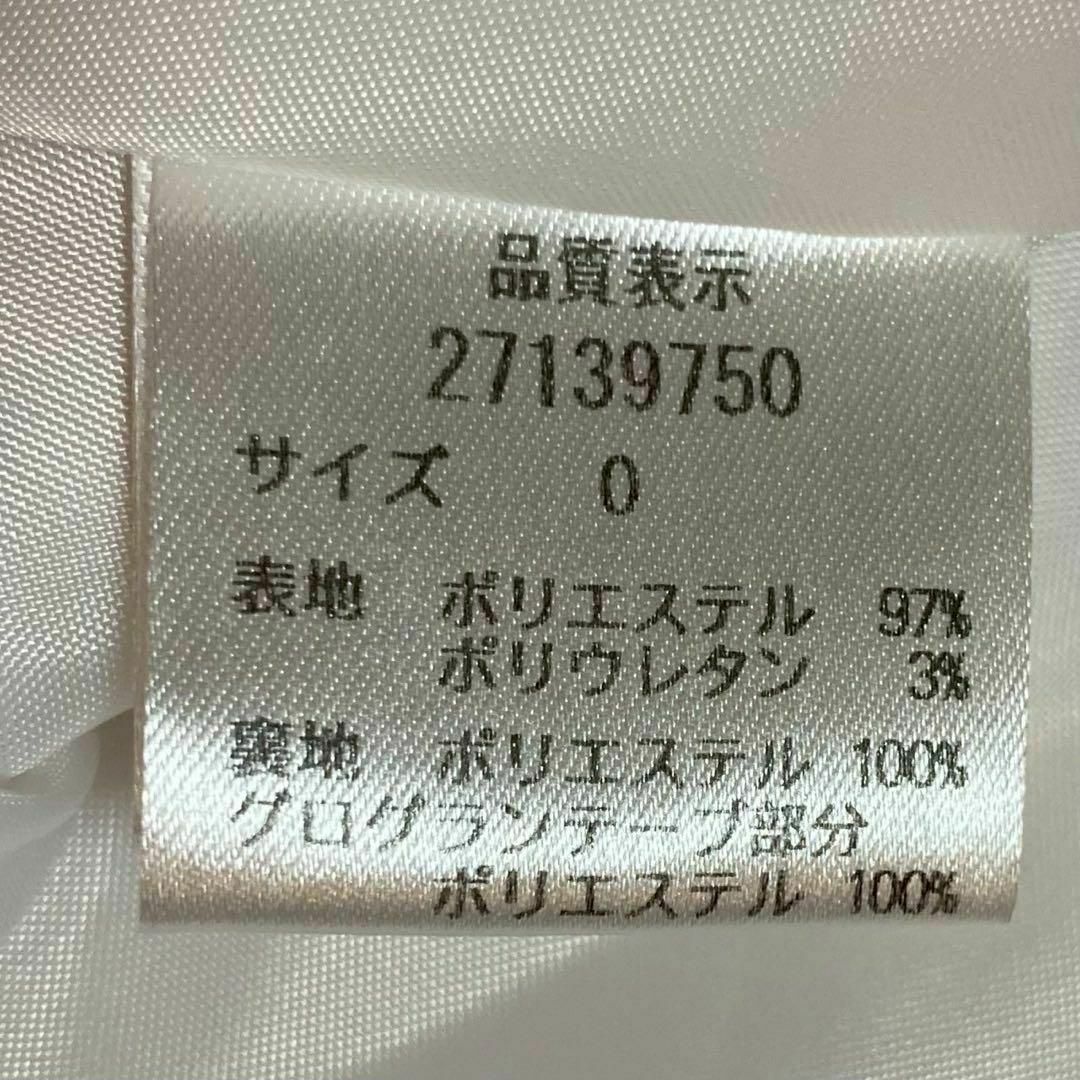 品質表示
27139750
サイズ 0
表地 ポリエステル 97%
ポリウレタン 3%
裏地 ポリエステル 100%
グログランテープ部分
ポリエステル 100%